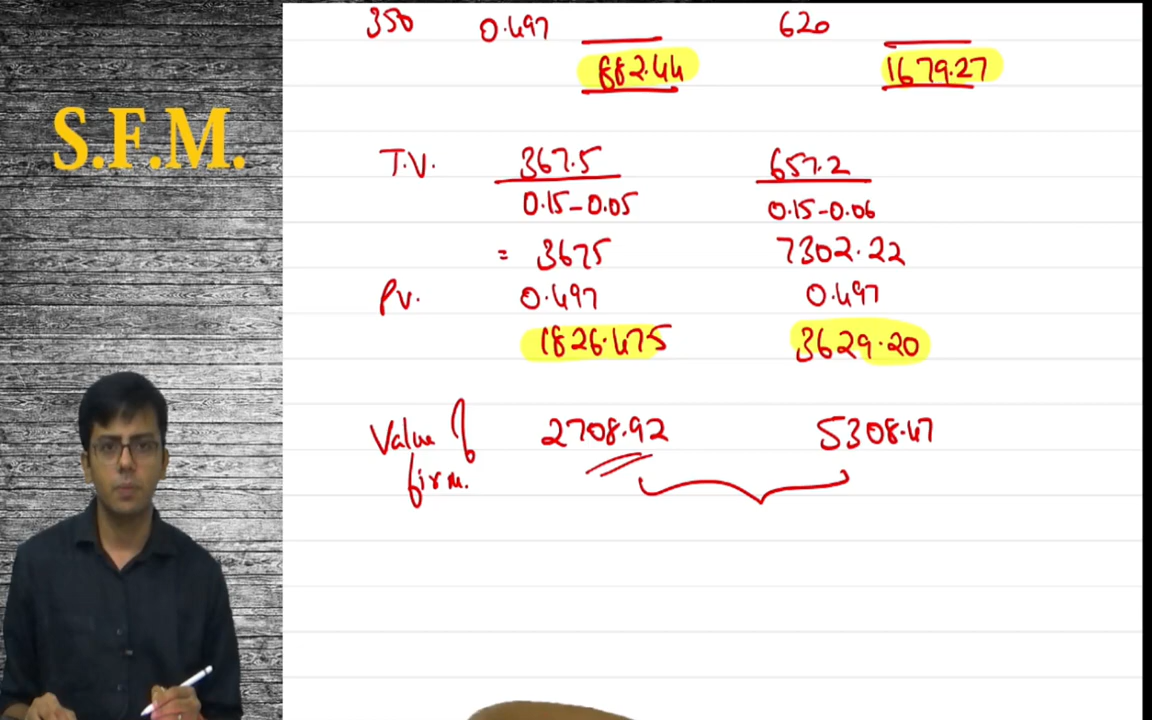 S.F.M.
350 0.497 620
882.44 1679.27
T.V. 367.5 657.2
0.15-0.05 0.15-0.06
= 3675 7302.22
PV. 0.497 0.497
1826.475 3629.20
Value of 2708.92 5308.47
firm.